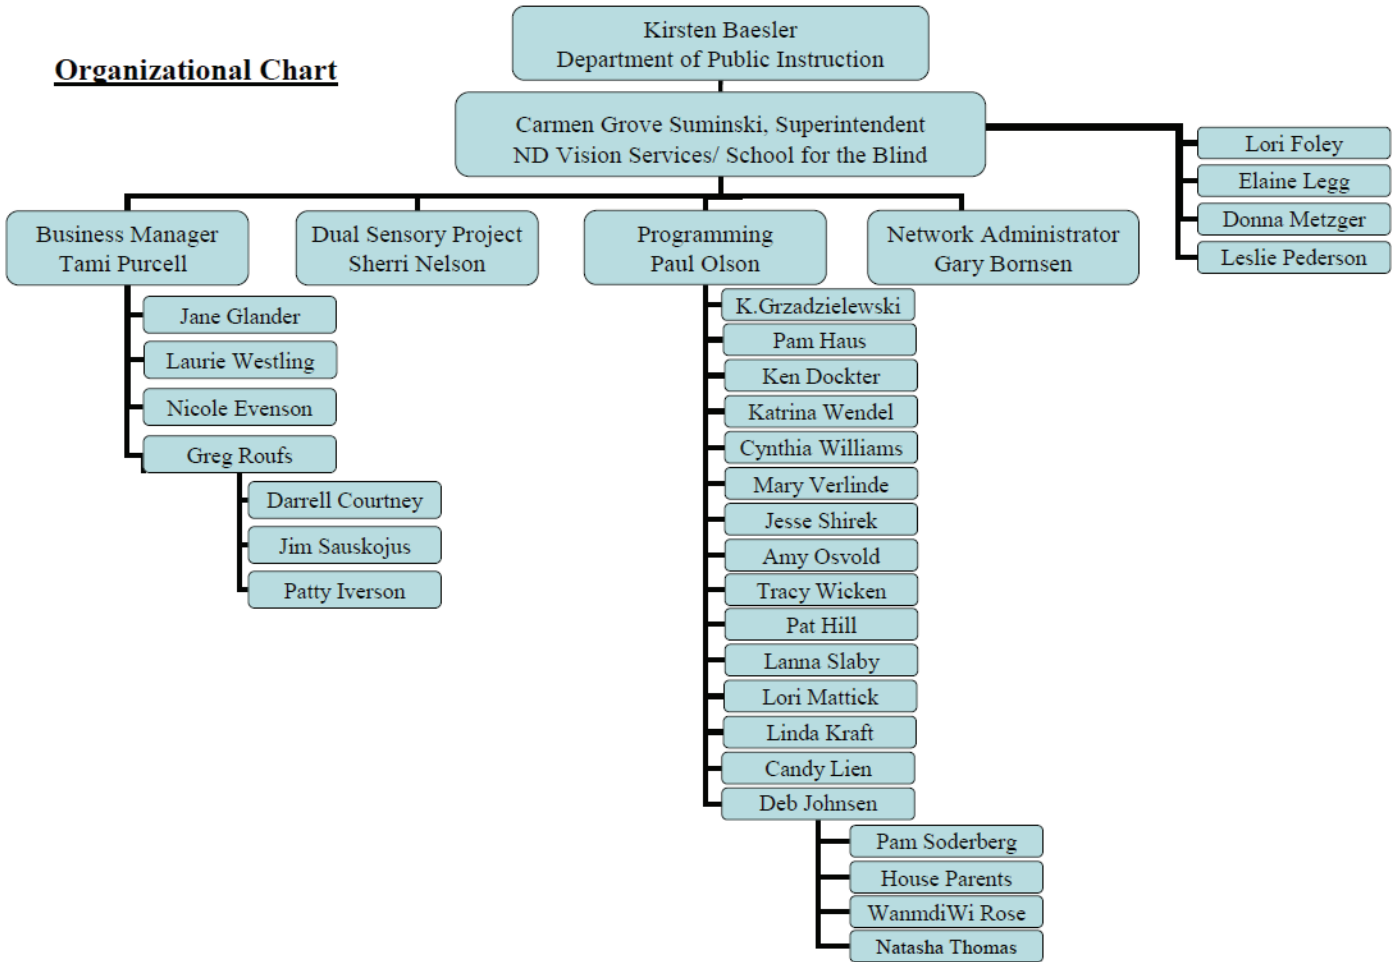 Kirsten Baesler
Department of Public Instruction
Organizational Chart
Carmen Grove Suminski, Superintendent
ND Vision Services/ School for the Blind
Lori Foley
Elaine Legg
Donna Metzger
Leslie Pederson
Business Manager
Tami Purcell
Dual Sensory Project
Sherri Nelson
Programming
Paul Olson
Network Administrator
Gary Bornsen
Jane Glander
Laurie Westling
Nicole Evenson
Greg Roufs
Darrell Courtney
Jim Sauskojus
Patty Iverson
K.Grzadzielewski
Pam Haus
Ken Dockter
Katrina Wendel
Cynthia Williams
Mary Verlinde
Jesse Shirek
Amy Osvold
Tracy Wicken
Pat Hill
Lanna Slaby
Lori Mattick
Linda Kraft
Candy Lien
Deb Johnsen
Pam Soderberg
House Parents
WanmdiWi Rose
Natasha Thomas